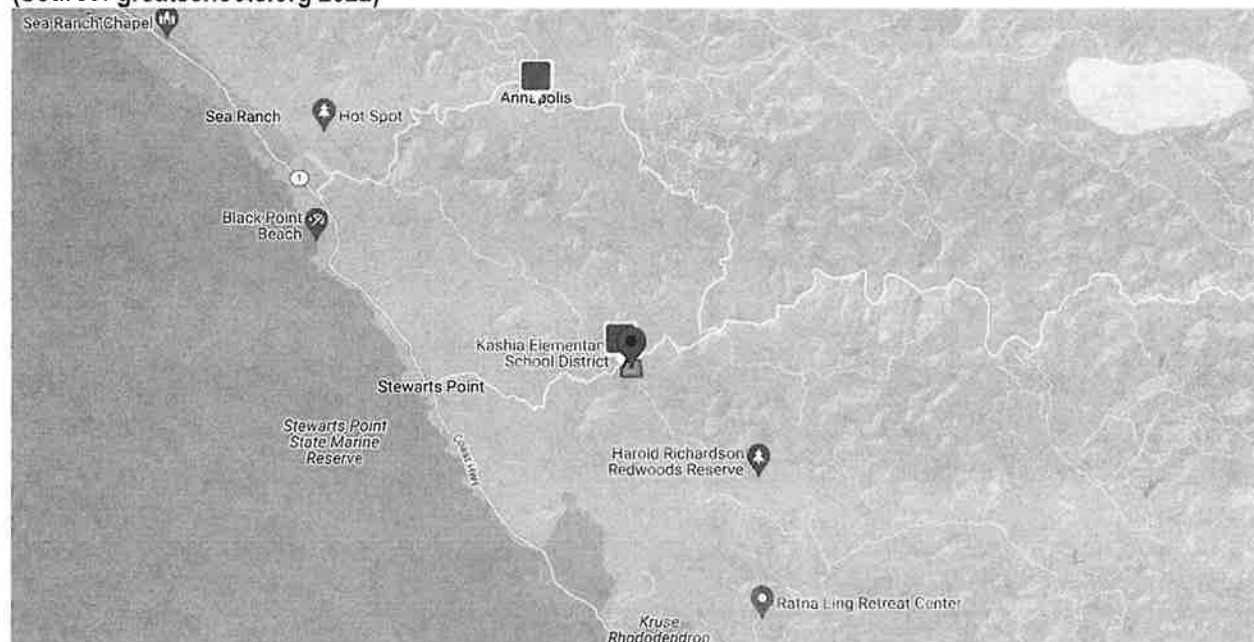 Sea Ranch Chapel
Annapolis
Sea Ranch
Hot Spot
1
Black Point
Beach
Kashia Elementar
School District
Stewarts Point
Stewarts Point
State Marine
Reserve
Coast Hwy
Harold Richardson
Redwoods Reserve
Ratna Ling Retreat Center
Kruse
Rhododendron